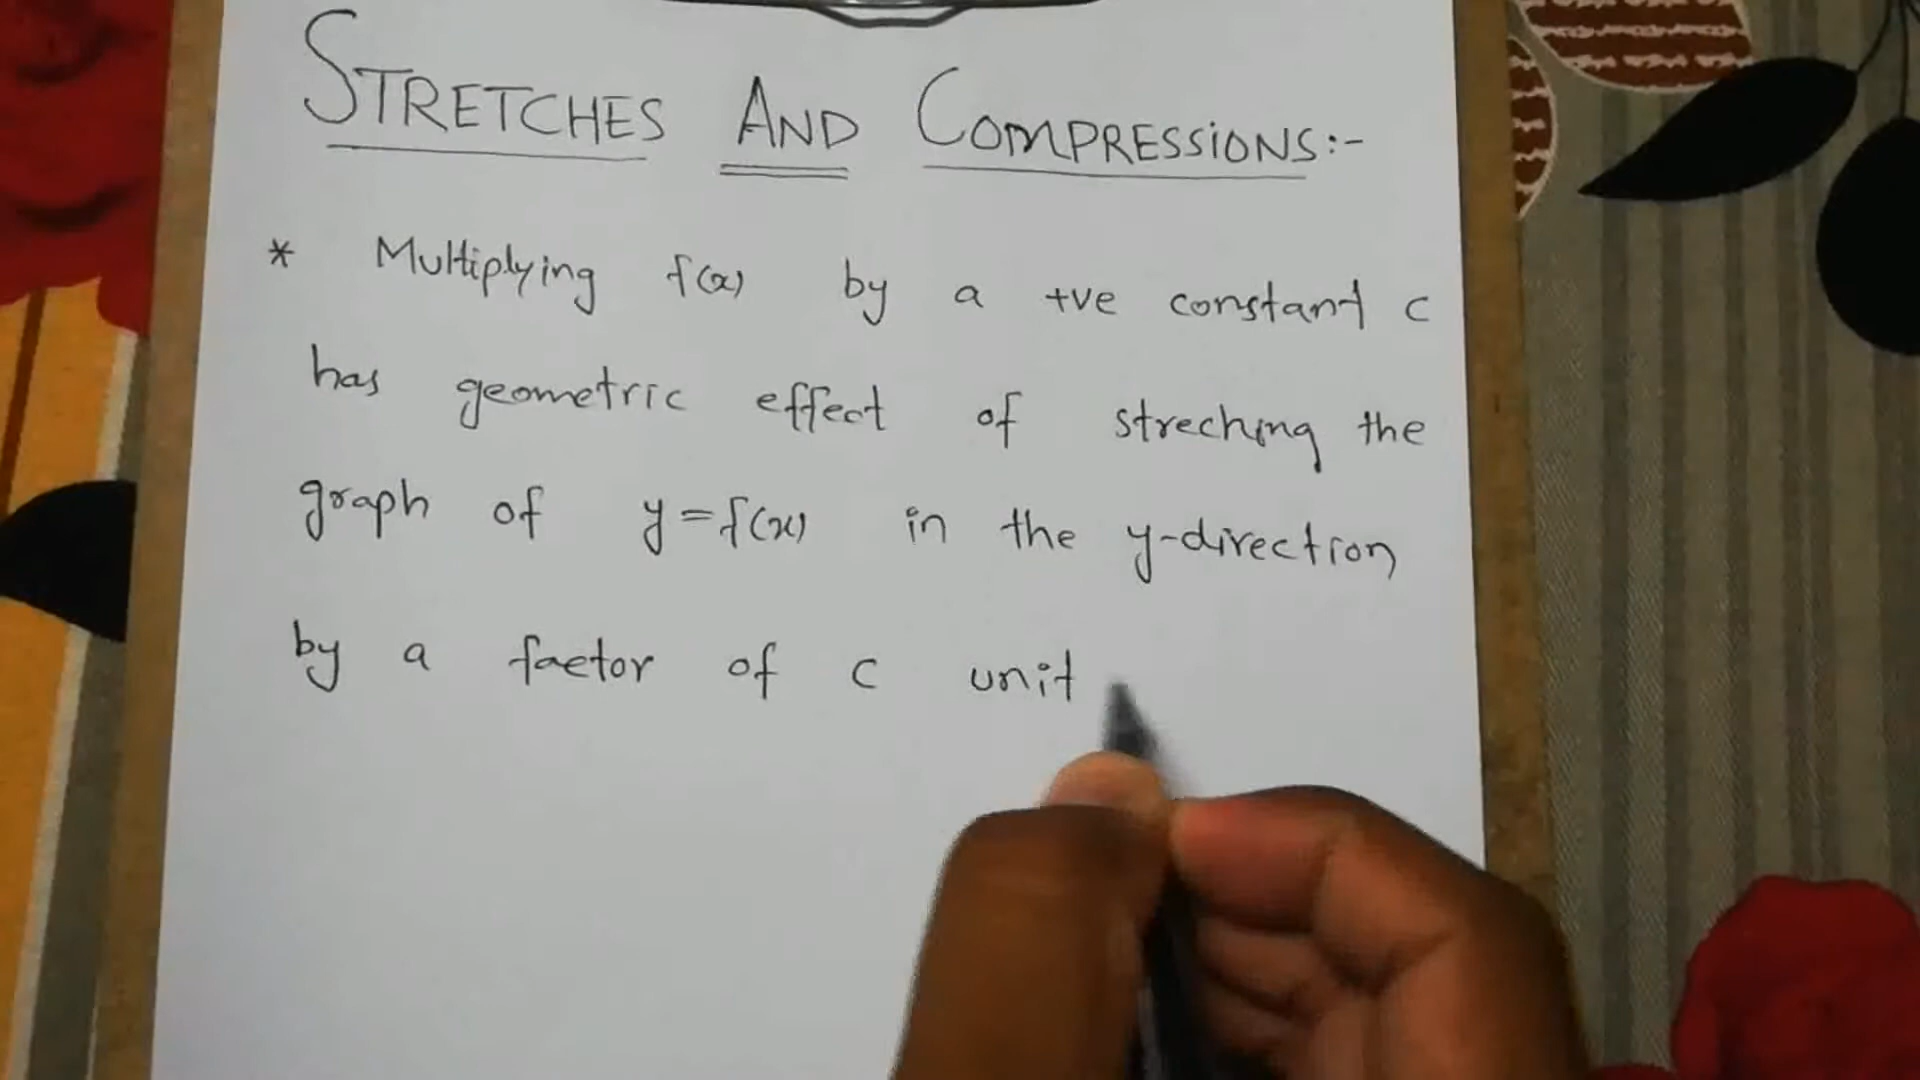 STRETCHES AND COMPRESSIONS:-
* Multiplying f(x) by a +ve constant c
has geometric effect of streching the
graph of y=f(x) in the y-direction
by a factor of c unit